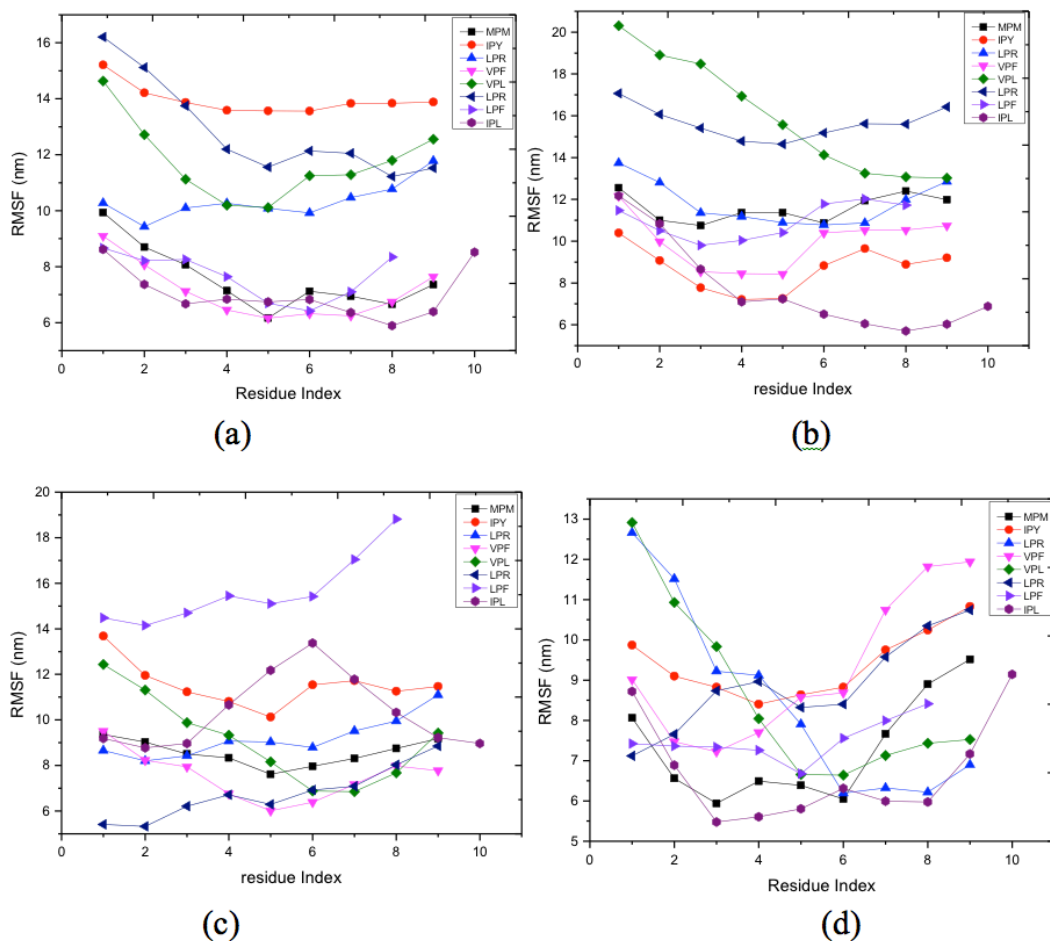 16
14
12
10
8
6
RMSF (nm)
0
2
4
6
8
10
Residue Index
MPM
IPY
LPR
VPF
VPL
LPR
LPF
IPL
(a)
20
18
16
14
12
10
8
6
RMSF (nm)
0
2
4
6
8
10
residue Index
MPM
IPY
LPR
VPF
VPL
LPR
LPF
IPL
(b)
20
18
16
14
12
10
8
6
RMSF (nm)
0
2
4
6
8
10
residue Index
MPM
IPY
LPR
VPF
VPL
LPR
LPF
IPL
(c)
13
12
11
10
9
8
7
6
5
RMSF (nm)
0
2
4
6
8
10
Residue Index
MPM
IPY
LPR
VPF
VPL
LPR
LPF
IPL
(d)